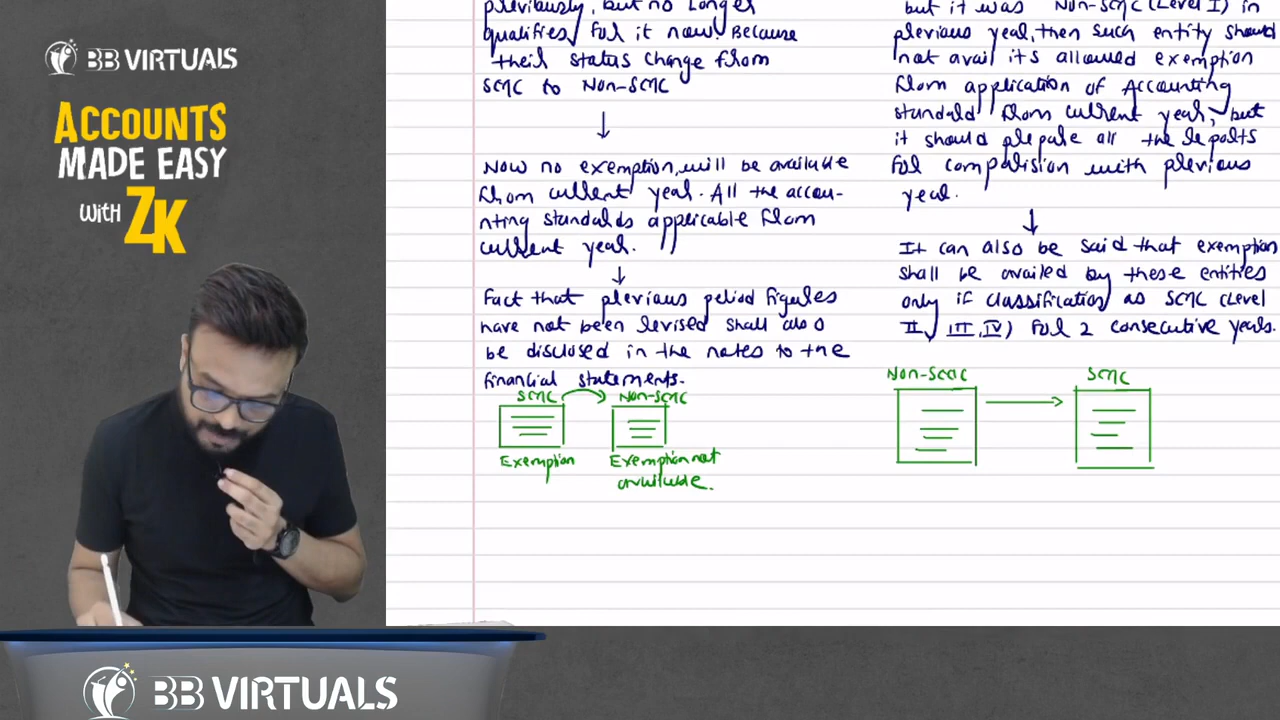 BB VIRTUALS
ACCOUNTS
MADE EASY
WITH ZK
previously, but no longer
qualifies for it now. Because
their status change from
SMC to Non-SMC
Now no exemption will be available
from current year. All the accou-
nting standards applicable from
current year.
Fact that previous period figures
have not been revised shall also
be disclosed in the notes to the
financial statements.
SMC
Non-SMC
Exemption
Exemption not
available.
but it was Non-SMC (Level I) in
previous year, then such entity should
not avail its allowed exemption
from application of Accounting
standard from current year, but
it should prepare all the reports
for comparision with previous
year.
It can also be said that exemption
shall be availed by these entities
only if classification as SMC (Level
II, III, IV) for 2 consecutive years.
Non-SMC
SMC
BB VIRTUALS